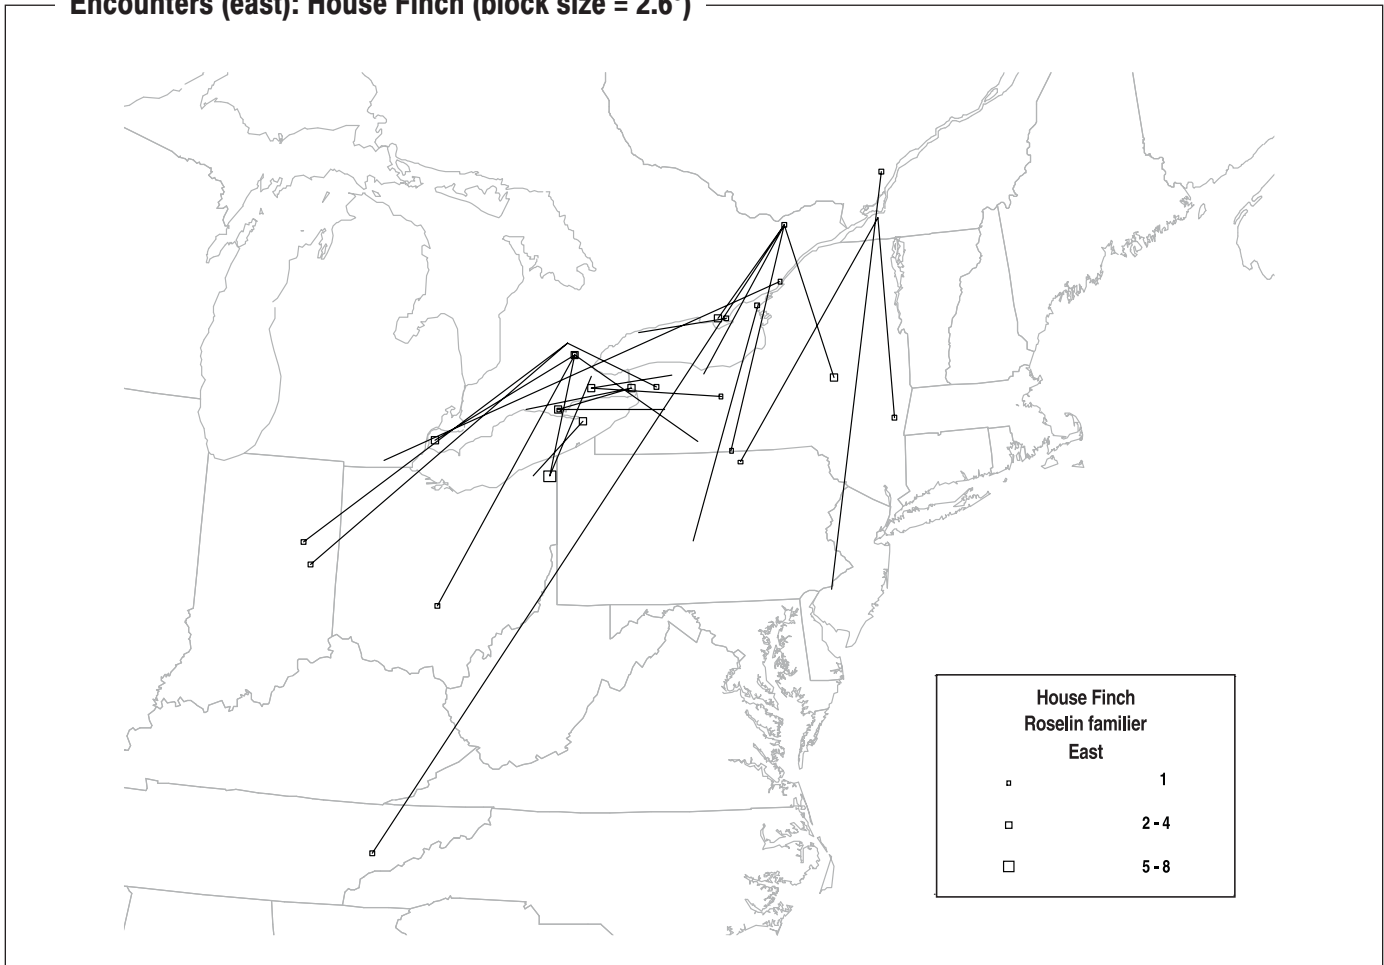 Encounters (east): House Finch (block size = 2.6°)
House Finch
Roselin familier
East
1
2 - 4
5 - 8